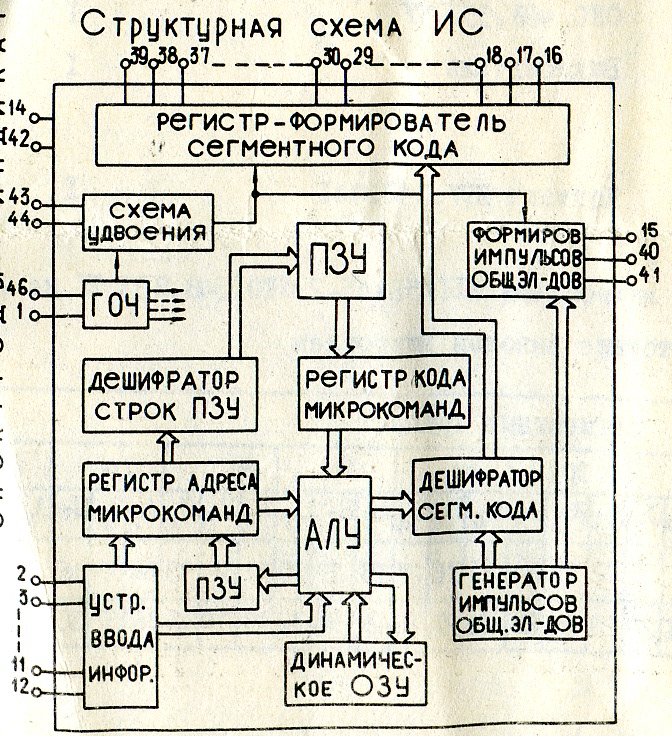 Структурная схема ИС
39 38 37 30 29 18 17 16
14
42
РЕГИСТР-ФОРМИРОВАТЕЛЬ
СЕГМЕНТНОГО КОДА
43
44
СХЕМА
УДВОЕНИЯ
ПЗУ
ФОРМИРОВ
ИМПУЛЬСОВ
ОБЩ.ЭЛ-ДОВ
15
40
41
46
1
ГОЧ
ДЕШИФРАТОР
СТРОК ПЗУ
РЕГИСТР КОДА
МИКРОКОМАНД
РЕГИСТР АДРЕСА
МИКРОКОМАНД
АЛУ
ДЕШИФРАТОР
СЕГМ. КОДА
2
3
11
12
УСТР.
ВВОДА
ИНФОР.
ПЗУ
ГЕНЕРАТОР
ИМПУЛЬСОВ
ОБЩ. ЭЛ-ДОВ
ДИНАМИЧЕС-
КОЕ ОЗУ